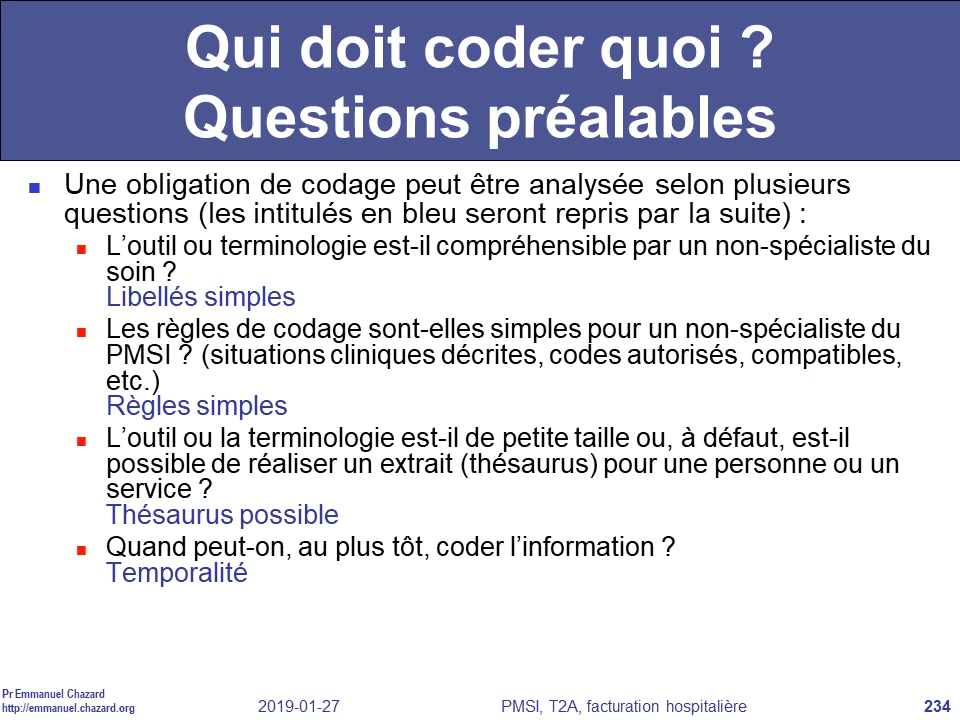 Qui doit coder quoi ?
Questions préalables
Une obligation de codage peut être analysée selon plusieurs
questions (les intitulés en bleu seront repris par la suite) :
L’outil ou terminologie est-il compréhensible par un non-spécialiste du
soin ?
Libellés simples
Les règles de codage sont-elles simples pour un non-spécialiste du
PMSI ? (situations cliniques décrites, codes autorisés, compatibles,
etc.)
Règles simples
L’outil ou la terminologie est-il de petite taille ou, à défaut, est-il
possible de réaliser un extrait (thésaurus) pour une personne ou un
service ?
Thésaurus possible
Quand peut-on, au plus tôt, coder l’information ?
Temporalité
Pr Emmanuel Chazard
http://emmanuel.chazard.org
2019-01-27
PMSI, T2A, facturation hospitalière
234